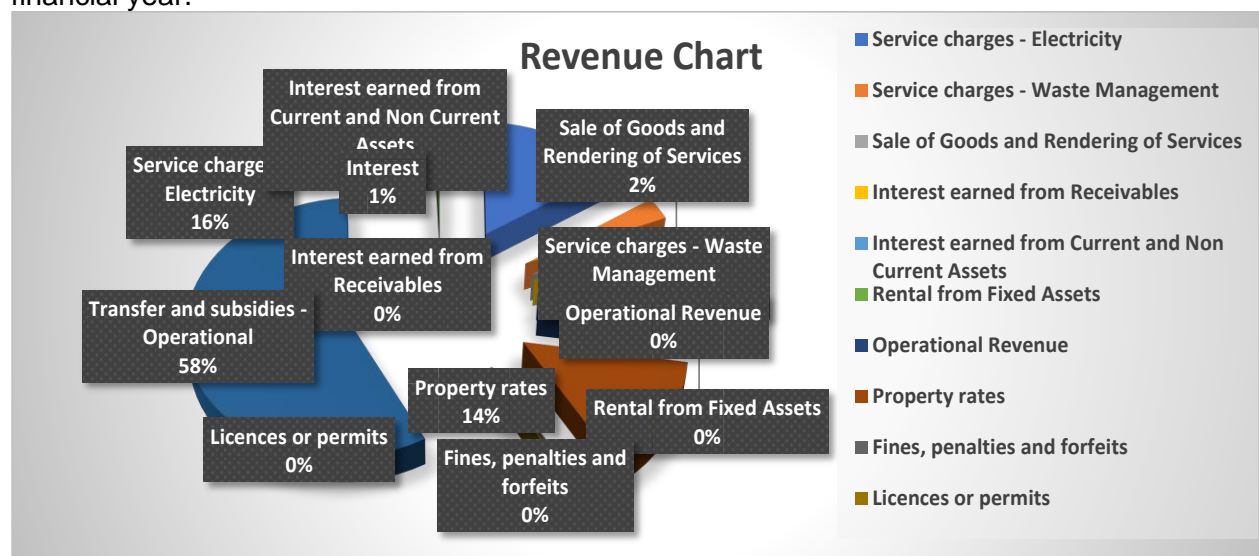 financial year.
Revenue Chart
Interest earned from
Current and Non Current
Assets
Service charge
Electricity
16%
Interest
1%
Sale of Goods and
Rendering of Services
2%
Interest earned from
Receivables
0%
Service charges - Waste
Management
Operational Revenue
0%
Transfer and subsidies -
Operational
58%
Property rates
14%
Rental from Fixed Assets
0%
Licences or permits
0%
Fines, penalties and
forfeits
0%
Service charges - Electricity
Service charges - Waste Management
Sale of Goods and Rendering of Services
Interest earned from Receivables
Interest earned from Current and Non
Current Assets
Rental from Fixed Assets
Operational Revenue
Property rates
Fines, penalties and forfeits
Licences or permits